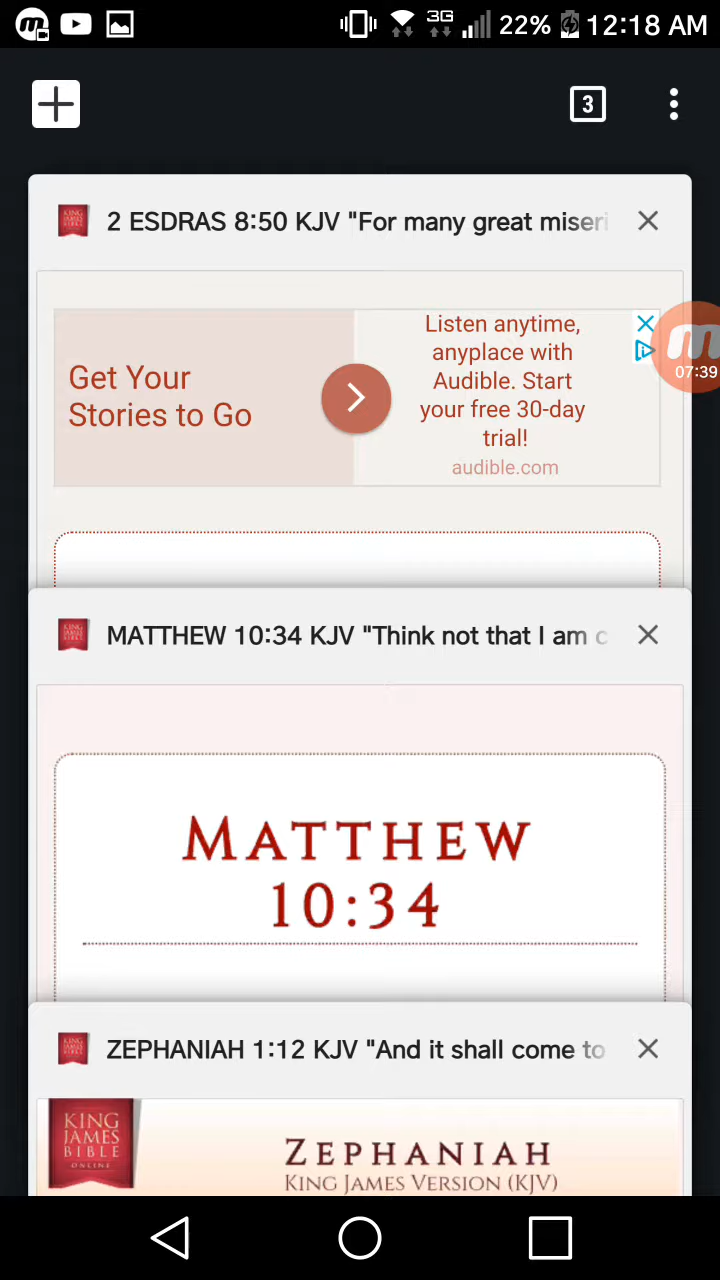 3G 22% 12:18 AM
3
2 ESDRAS 8:50 KJV "For many great miseri
Get Your
Stories to Go
Listen anytime,
anyplace with
Audible. Start
your free 30-day
trial!
audible.com
07:39
MATTHEW 10:34 KJV "Think not that I am c
MATTHEW
10:34
ZEPHANIAH 1:12 KJV "And it shall come to
KING
JAMES
BIBLE
ONLINE
ZEPHANIAH
KING JAMES VERSION (KJV)